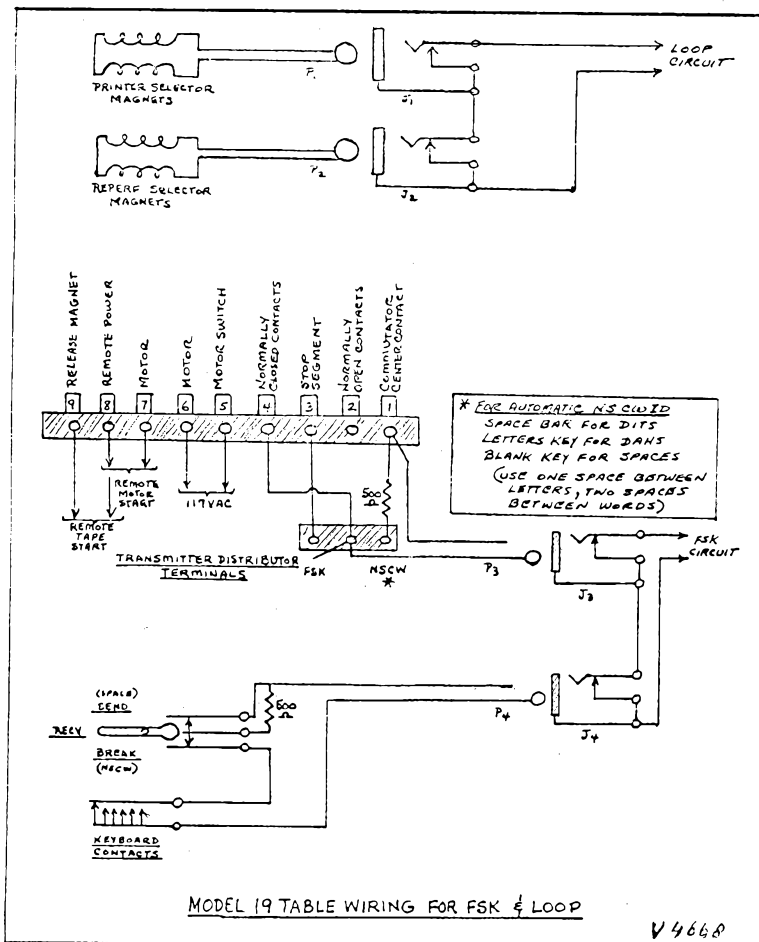 PRINTER SELECTOR
MAGNETS
P1
J1
LOOP
CIRCUIT
REPERF SELECTOR
MAGNETS
P2
J2
RELEASE MAGNET
REMOTE POWER
MOTOR
MOTOR
MOTOR SWITCH
NORMALLY
CLOSED CONTACTS
STOP
SEGMENT
NORMALLY
OPEN CONTACTS
COMMUTATOR
CENTER CONTACT
9 8 7 6 5 4 3 2 1
REMOTE
MOTOR
START
REMOTE
TAPE
START
117VAC
500
Ω
TRANSMITTER DISTRIBUTOR
TERMINALS
FSK
NSCW
*
* FOR AUTOMATIC NSCWID
SPACE BAR FOR DITS
LETTERS KEY FOR DAHS
BLANK KEY FOR SPACES
(USE ONE SPACE BETWEEN
LETTERS, TWO SPACES
BETWEEN WORDS)
P3
J3
FSK
CIRCUIT
(SPACE)
SEND
RECV
BREAK
(NSCW)
500
Ω
P4
J4
KEYBOARD
CONTACTS
MODEL 19 TABLE WIRING FOR FSK & LOOP
V4668